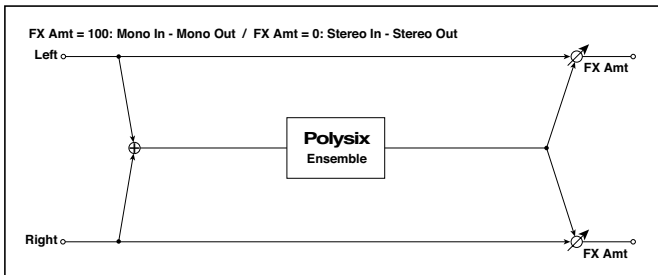 FX Amt = 100: Mono In - Mono Out / FX Amt = 0: Stereo In - Stereo Out
Left
FX Amt
Polysix
Ensemble
Right
FX Amt